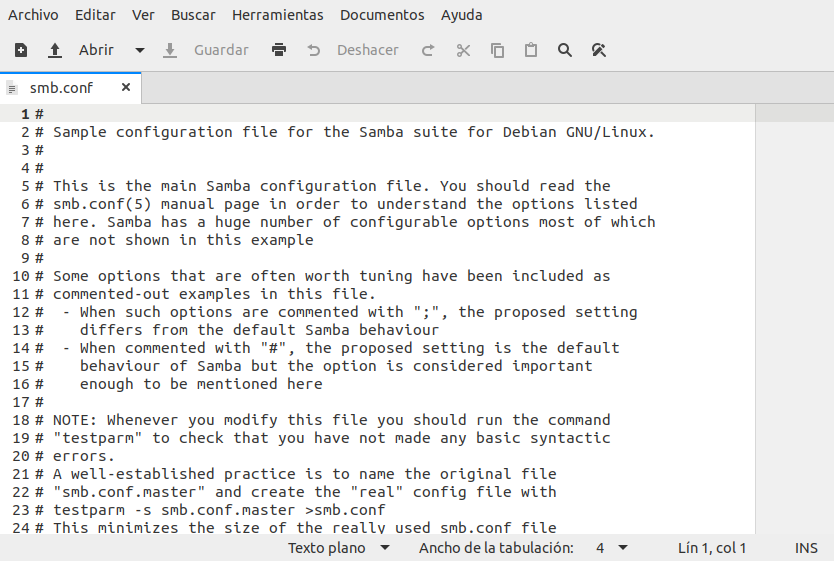 Archivo Editar Ver Buscar Herramientas Documentos Ayuda
Abrir Guardar Deshacer
smb.conf ×
1 #
2 # Sample configuration file for the Samba suite for Debian GNU/Linux.
3 #
4 #
5 # This is the main Samba configuration file. You should read the
6 # smb.conf(5) manual page in order to understand the options listed
7 # here. Samba has a huge number of configurable options most of which
8 # are not shown in this example
9 #
10 # Some options that are often worth tuning have been included as
11 # commented-out examples in this file.
12 #  - When such options are commented with ";", the proposed setting
13 #    differs from the default Samba behaviour
14 #  - When commented with "#", the proposed setting is the default
15 #    behaviour of Samba but the option is considered important
16 #    enough to be mentioned here
17 #
18 # NOTE: Whenever you modify this file you should run the command
19 # "testparm" to check that you have not made any basic syntactic
20 # errors.
21 # A well-established practice is to name the original file
22 # "smb.conf.master" and create the "real" config file with
23 # testparm -s smb.conf.master >smb.conf
24 # This minimizes the size of the really used smb.conf file
Texto plano Ancho de la tabulación: 4 Lín 1, col 1 INS